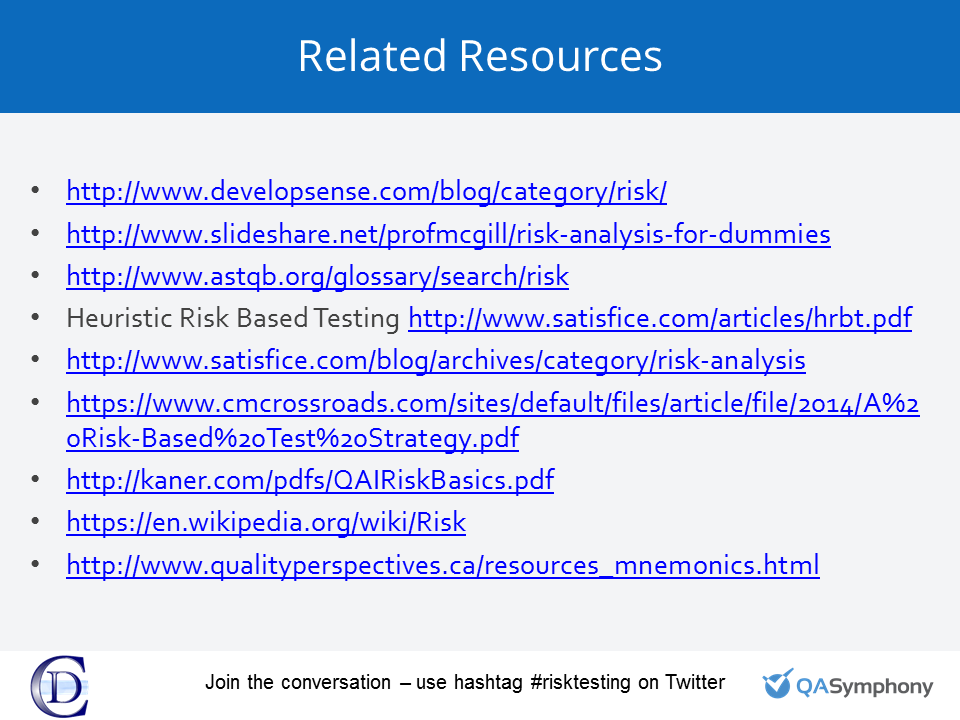 Related Resources
• http://www.developsense.com/blog/category/risk/
• http://www.slideshare.net/profmcgill/risk-analysis-for-dummies
• http://www.astqb.org/glossary/search/risk
• Heuristic Risk Based Testing http://www.satisfice.com/articles/hrbt.pdf
• http://www.satisfice.com/blog/archives/category/risk-analysis
• https://www.cmcrossroads.com/sites/default/files/article/file/2014/A%2
0Risk-Based%20Test%20Strategy.pdf
• http://kaner.com/pdfs/QAIRiskBasics.pdf
• https://en.wikipedia.org/wiki/Risk
• http://www.qualityperspectives.ca/resources_mnemonics.html
CD
Join the conversation – use hashtag #risktesting on Twitter
QASymphony